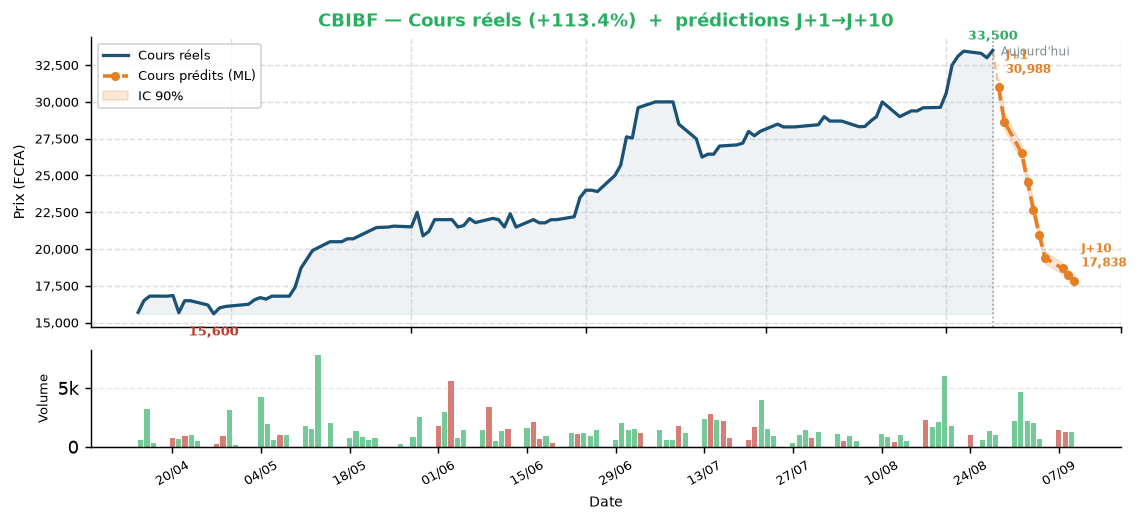 CBIBF — Cours réels (+113.4%)  +  prédictions J+1→J+10
33,500
Aujourd'hui
J+1
30,988
Cours réels
Cours prédits (ML)
IC 90%
Prix (FCFA)
32,500
30,000
27,500
25,000
22,500
20,000
17,500
15,000
J+10
17,838
15,600
Volume
5k
0
20/04
04/05
18/05
01/06
15/06
29/06
13/07
27/07
10/08
24/08
07/09
Date